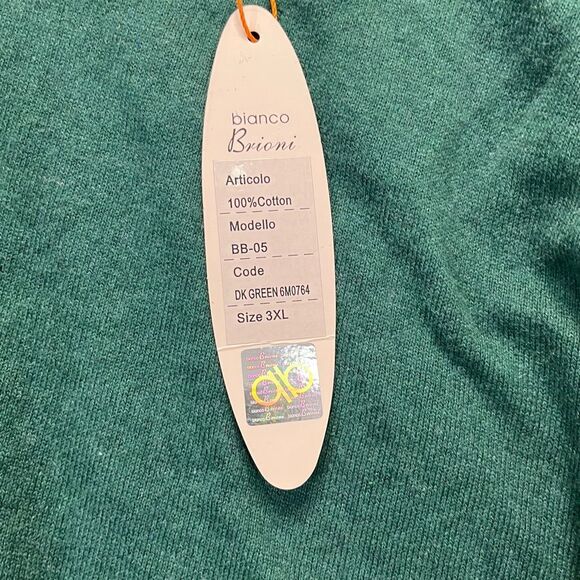 bianco
Brioni
Articolo
100%Cotton
Modello
BB-05
Code
DK GREEN 6M0764
Size 3XL